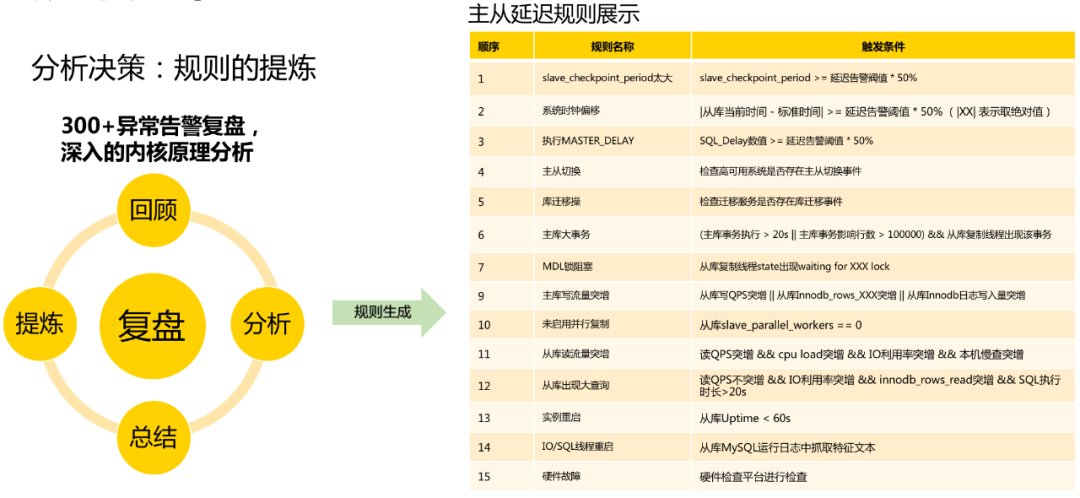 主从延迟规则展示
分析决策：规则的提炼
300+异常告警复盘，
深入的内核原理分析
回顾
提炼
复盘
分析
总结
规则生成
顺序 规则名称 触发条件
1 slave_checkpoint_period太大 slave_checkpoint_period >= 延迟告警阀值 * 50%
2 系统时钟偏移 |从库当前时间 - 标准时间| >= 延迟告警阈值 * 50% （ |XX| 表示取绝对值 ）
3 执行MASTER_DELAY SQL_Delay数值 >= 延迟告警阈值 * 50%
4 主从切换 检查高可用系统是否存在主从切换事件
5 库迁移操 检查迁移服务是否存在库迁移事件
6 主库大事务 (主库事务执行 > 20s || 主库事务影响行数 > 100000) && 从库复制线程出现该事务
7 MDL锁阻塞 从库复制线程state出现waiting for XXX lock
9 主库写流量突增 从库写QPS突增 || 从库Innodb_rows_XXX突增 || 从库Innodb日志写入量突增
10 未启用并行复制 从库slave_parallel_workers == 0
11 从库读流量突增 读QPS突增 && cpu load突增 && IO利用率突增 && 本机慢查突增
12 从库出现大查询 读QPS不突增 && IO利用率突增 && innodb_rows_read突增 && SQL执行
时长>20s
13 实例重启 从库Uptime < 60s
14 IO/SQL线程重启 从库MySQL运行日志中抓取特征文本
15 硬件故障 硬件检查平台进行检查